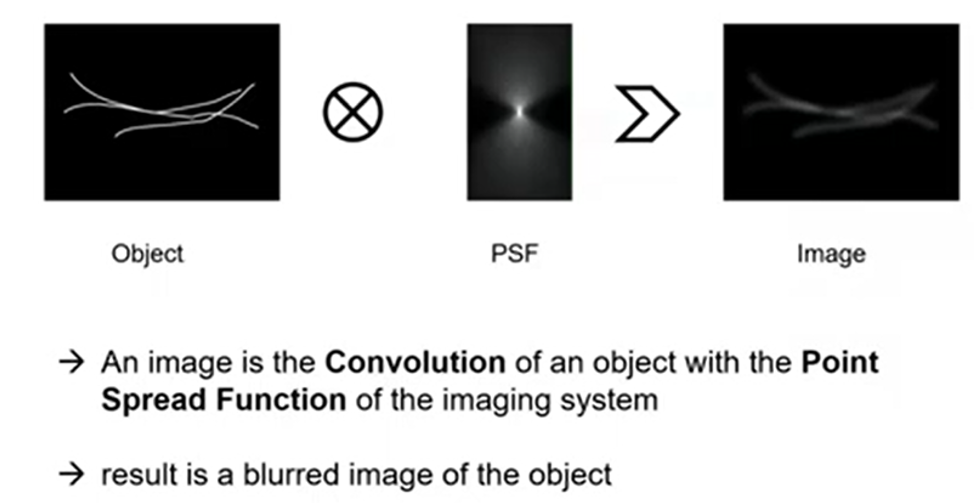 Object
PSF
Image
→ An image is the Convolution of an object with the Point
Spread Function of the imaging system
→ result is a blurred image of the object